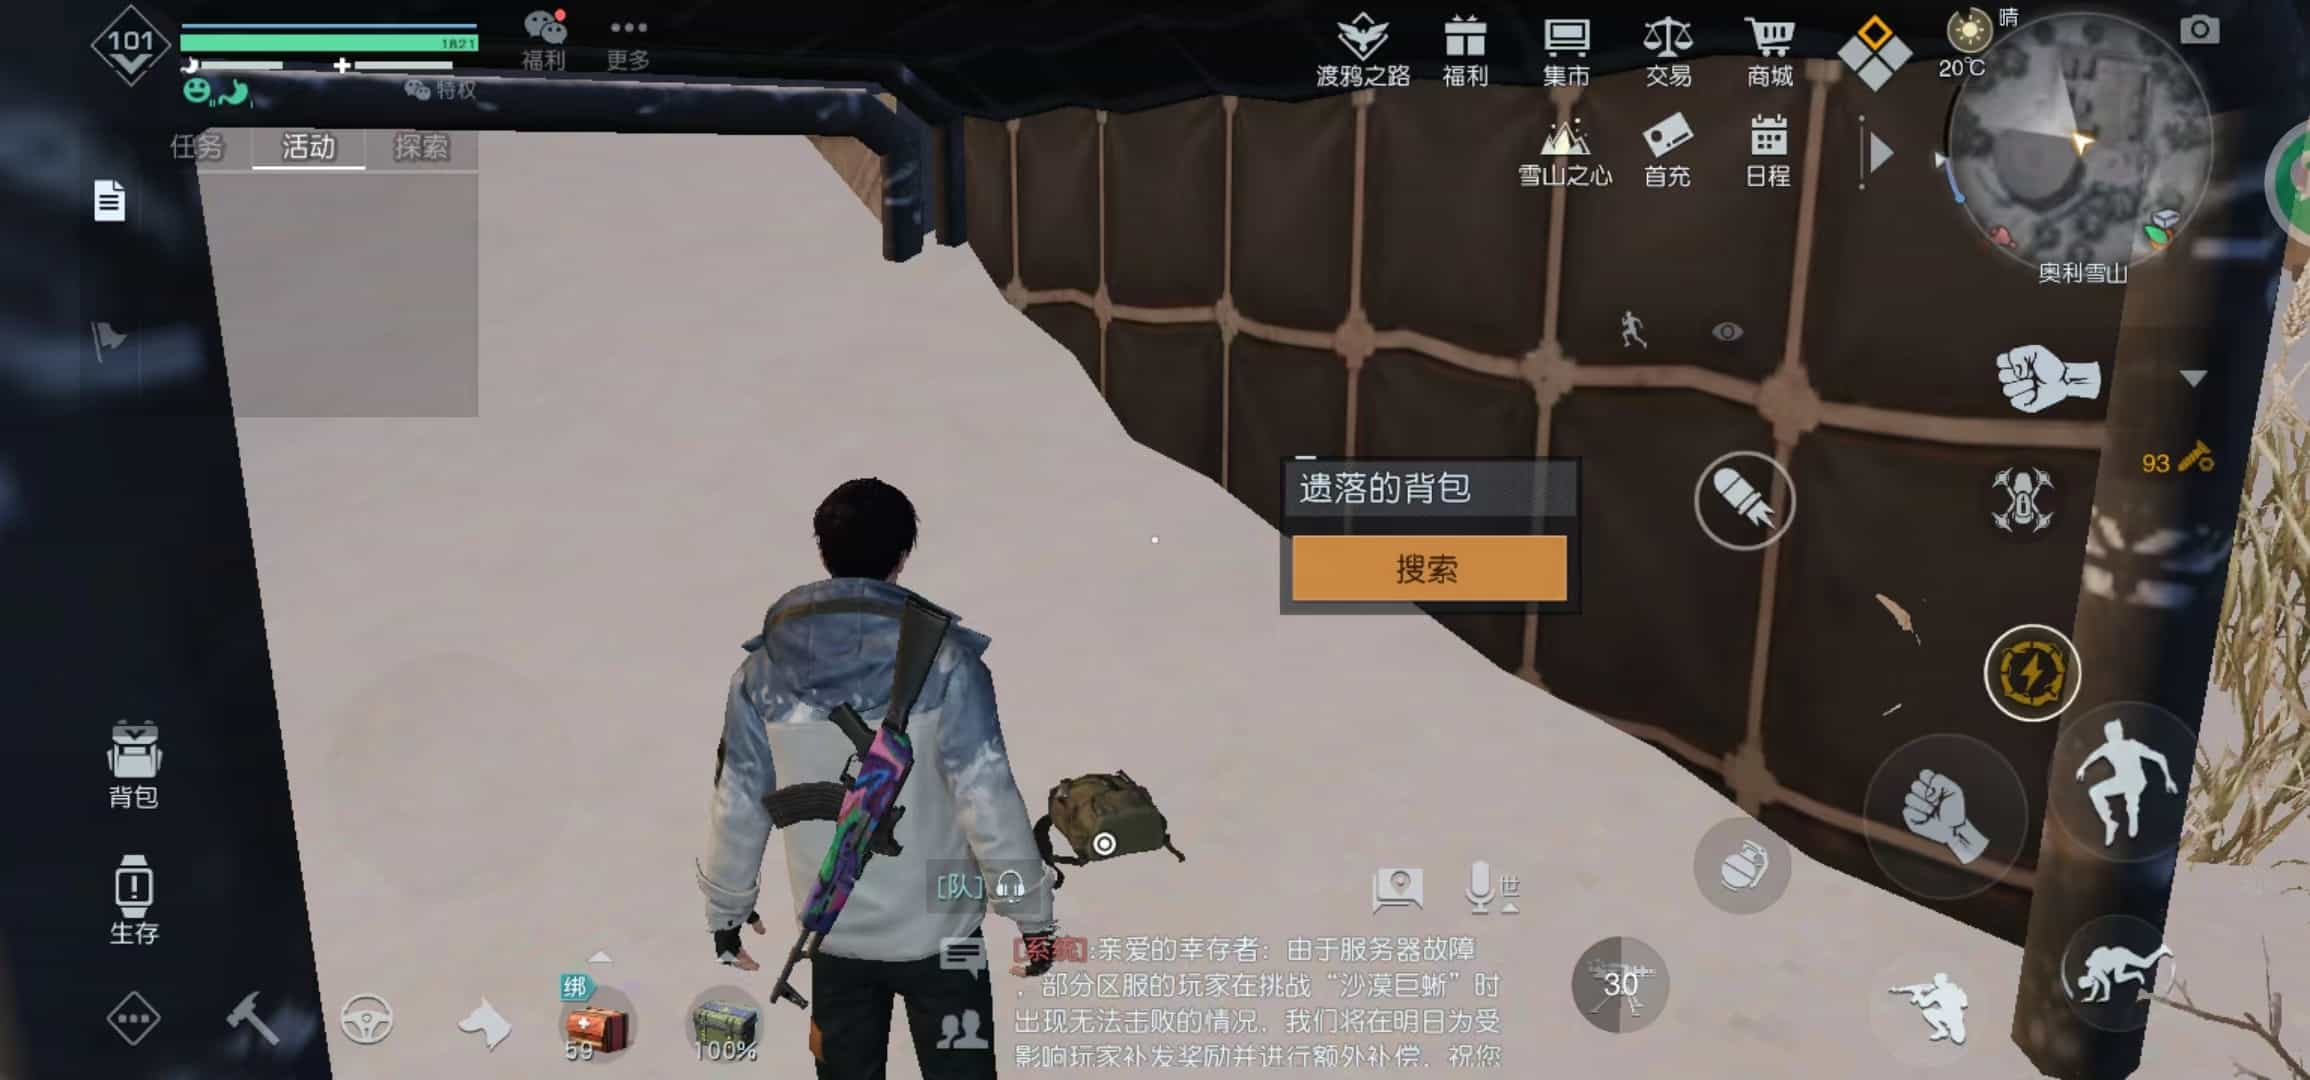 101
1821
福利
更多
特权
任务
活动
探索
渡鸦之路
福利
集市
交易
商城
雪山之心
首充
日程
晴
20℃
奥利雪山
93
遗落的背包
搜索
背包
生存
[队]
世
[系统]:亲爱的幸存者：由于服务器故障
，部分区服的玩家在挑战“沙漠巨蜥”时
出现无法击败的情况，我们将在明日为受
影响玩家补发奖励并进行额外补偿，祝您
绑
59
100%
30